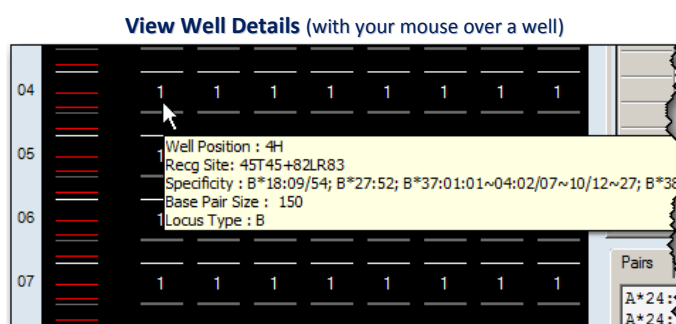 View Well Details (with your mouse over a well)
04 1 1 1 1 1 1 1 1
Well Position : 4H
Recg Site: 45T45+82LR83
05 1
Specificity : B*18:09/54; B*27:52; B*37:01:01~04:02/07~10/12~27; B*38
Base Pair Size : 150
06 1
Locus Type : B
Pairs
07 1 1 1 1 1 1 1 1
A*24:
A*24: